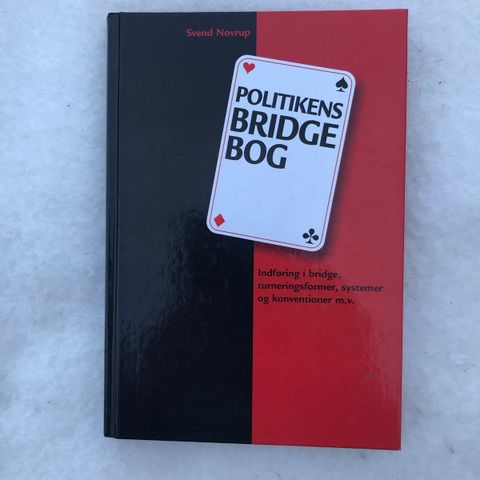 Svend Novrup
POLITIKENS
BRIDGE
BOG
Indføring i bridge,
turneringsformer, systemer
og konventioner m.v.